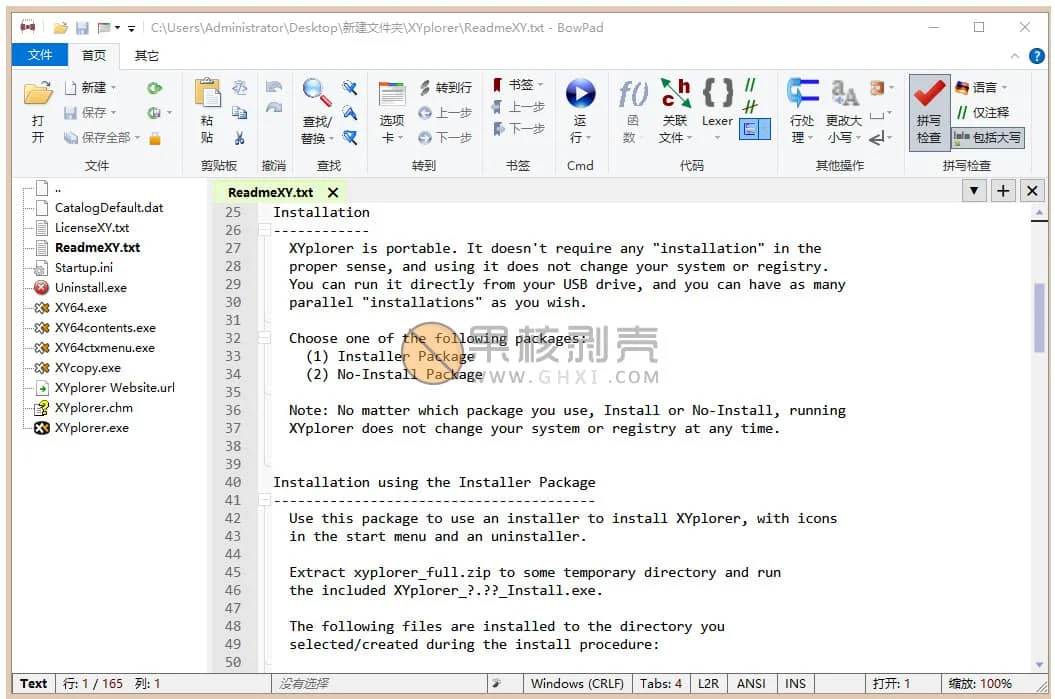 C:\Users\Administrator\Desktop\新建文件夹\XYplorer\ReadmeXY.txt - BowPad
文件 首页 其它
打开 新建 保存 保存全部 文件
粘贴 剪贴板
撤消
查找/替换 查找
选项卡 转到行 上一步 下一步 转到
书签 上一步 下一步 书签
运行 Cmd
函数 关联文件 Lexer 代码
行处理 更改大小写 其他操作
拼写检查 语言 仅注释 包括大写 拼写检查
..
CatalogDefault.dat
LicenseXY.txt
ReadmeXY.txt
Startup.ini
Uninstall.exe
XY64.exe
XY64contents.exe
XY64ctxmenu.exe
XYcopy.exe
XYplorer Website.url
XYplorer.chm
XYplorer.exe
ReadmeXY.txt
25 Installation
26 ------------
27 XYplorer is portable. It doesn't require any "installation" in the
28 proper sense, and using it does not change your system or registry.
29 You can run it directly from your USB drive, and you can have as many
30 parallel "installations" as you wish.
31
32 Choose one of the following packages:
33 (1) Installer Package
34 (2) No-Install Package
35
36 Note: No matter which package you use, Install or No-Install, running
37 XYplorer does not change your system or registry at any time.
38
39
40 Installation using the Installer Package
41 ----------------------------------------
42 Use this package to use an installer to install XYplorer, with icons
43 in the start menu and an uninstaller.
44
45 Extract xyplorer_full.zip to some temporary directory and run
46 the included XYplorer_?.??_Install.exe.
47
48 The following files are installed to the directory you
49 selected/created during the install procedure:
50
果核剥壳
WWW.GHXI.COM
Text 行: 1 / 165 列: 1 没有选择 Windows (CRLF) Tabs: 4 L2R ANSI INS 打开: 1 缩放: 100%